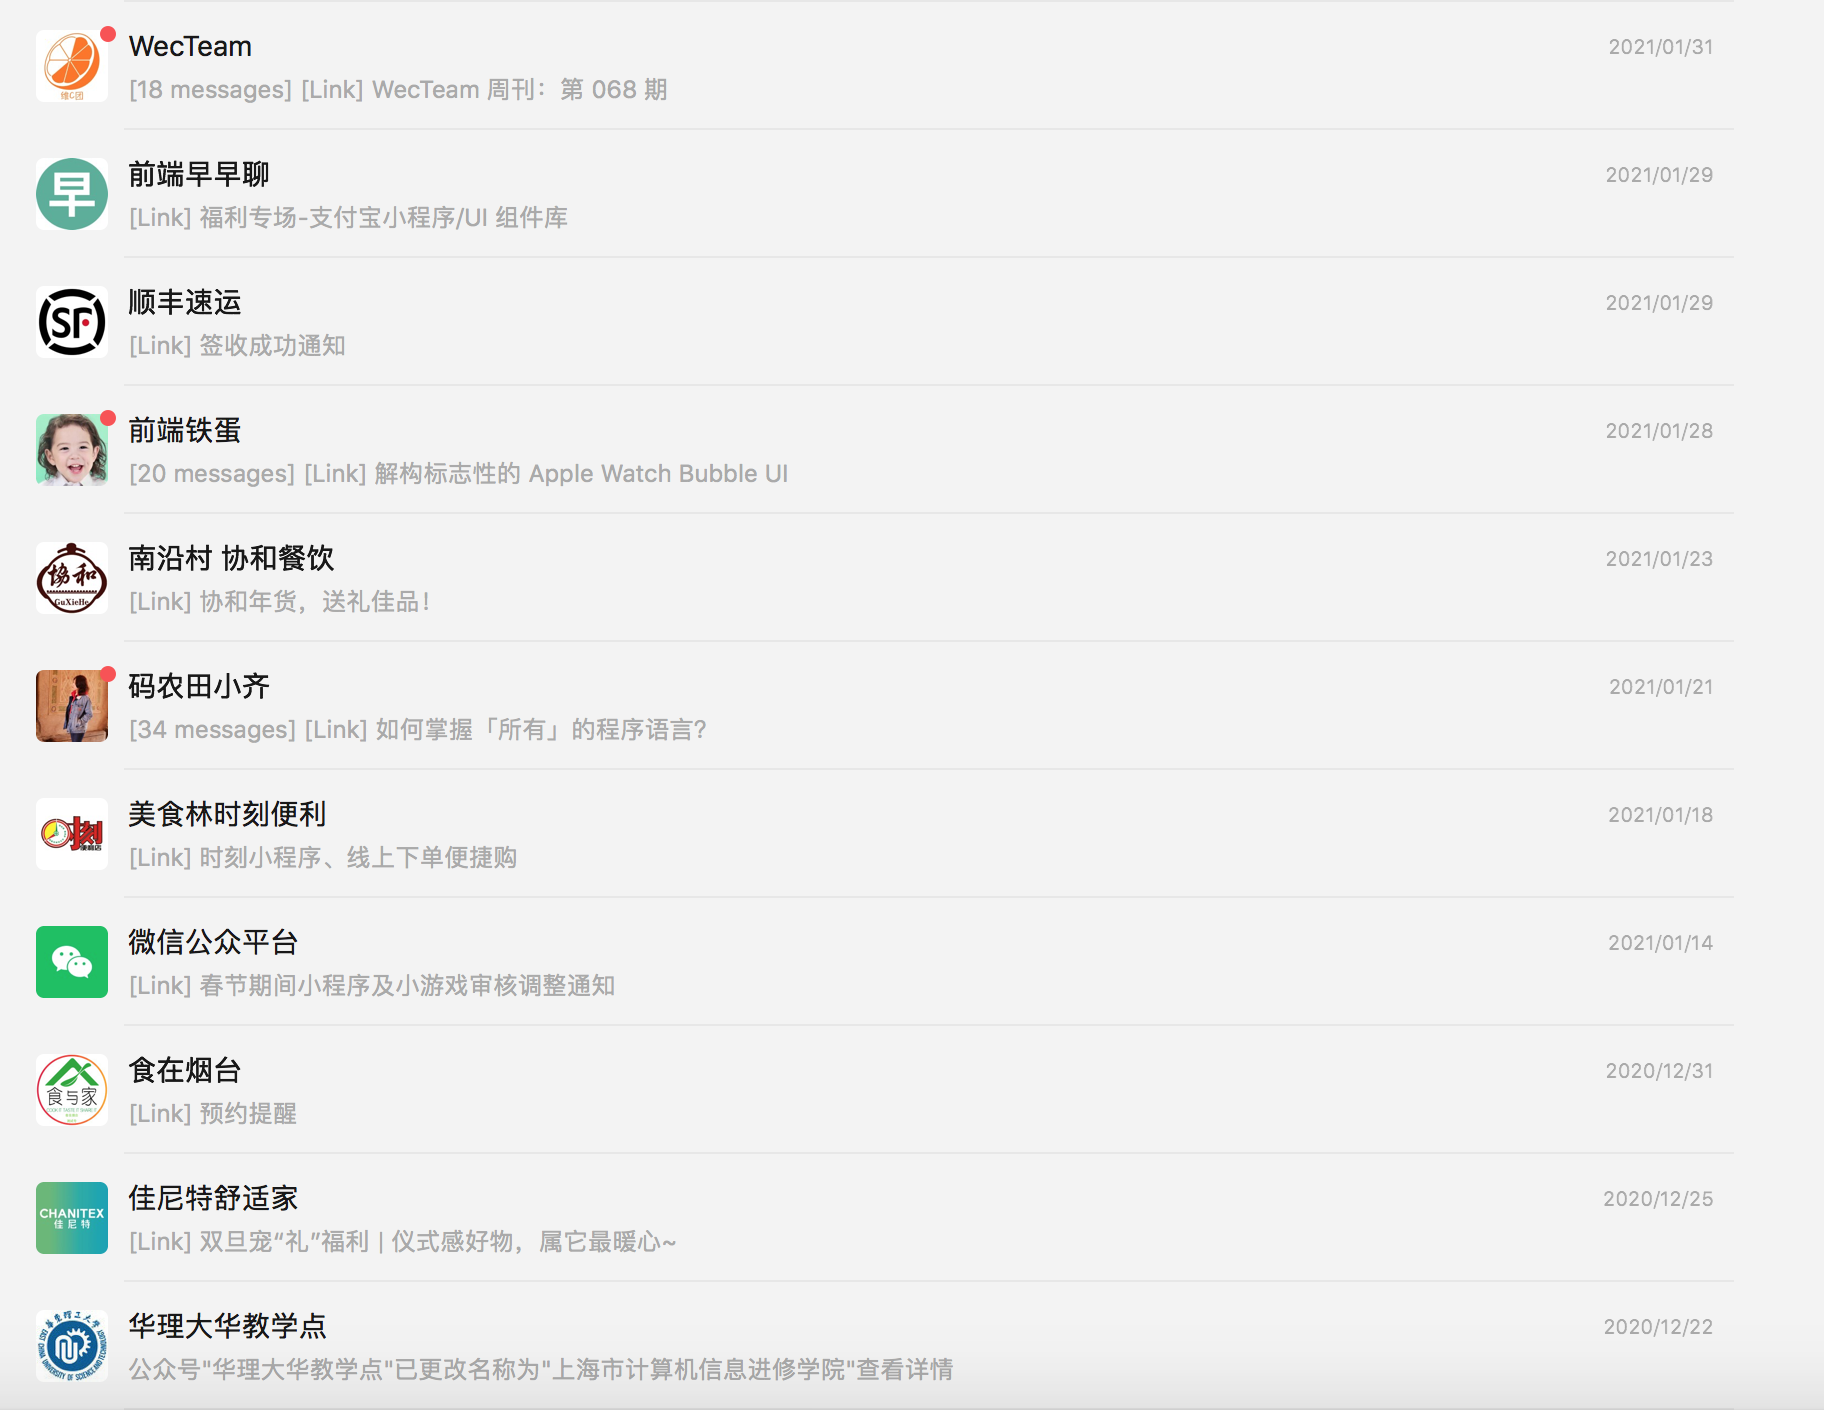 WecTeam
2021/01/31
[18 messages] [Link] WecTeam 周刊：第 068 期
维C团
前端早早聊
2021/01/29
[Link] 福利专场-支付宝小程序/UI 组件库
早
顺丰速运
2021/01/29
[Link] 签收成功通知
SF
前端铁蛋
2021/01/28
[20 messages] [Link] 解构标志性的 Apple Watch Bubble UI
南沿村 协和餐饮
2021/01/23
[Link] 协和年货，送礼佳品！
协和
GuXieHe
码农田小齐
2021/01/21
[34 messages] [Link] 如何掌握「所有」的程序语言？
美食林时刻便利
2021/01/18
[Link] 时刻小程序、线上下单便捷购
时刻
便利店
微信公众平台
2021/01/14
[Link] 春节期间小程序及小游戏审核调整通知
食在烟台
2020/12/31
[Link] 预约提醒
食与家
佳尼特舒适家
2020/12/25
[Link] 双旦宠“礼”福利 | 仪式感好物，属它最暖心~
CHANITEX
佳尼特
华理大华教学点
2020/12/22
公众号"华理大华教学点"已更改名称为"上海市计算机信息进修学院"查看详情